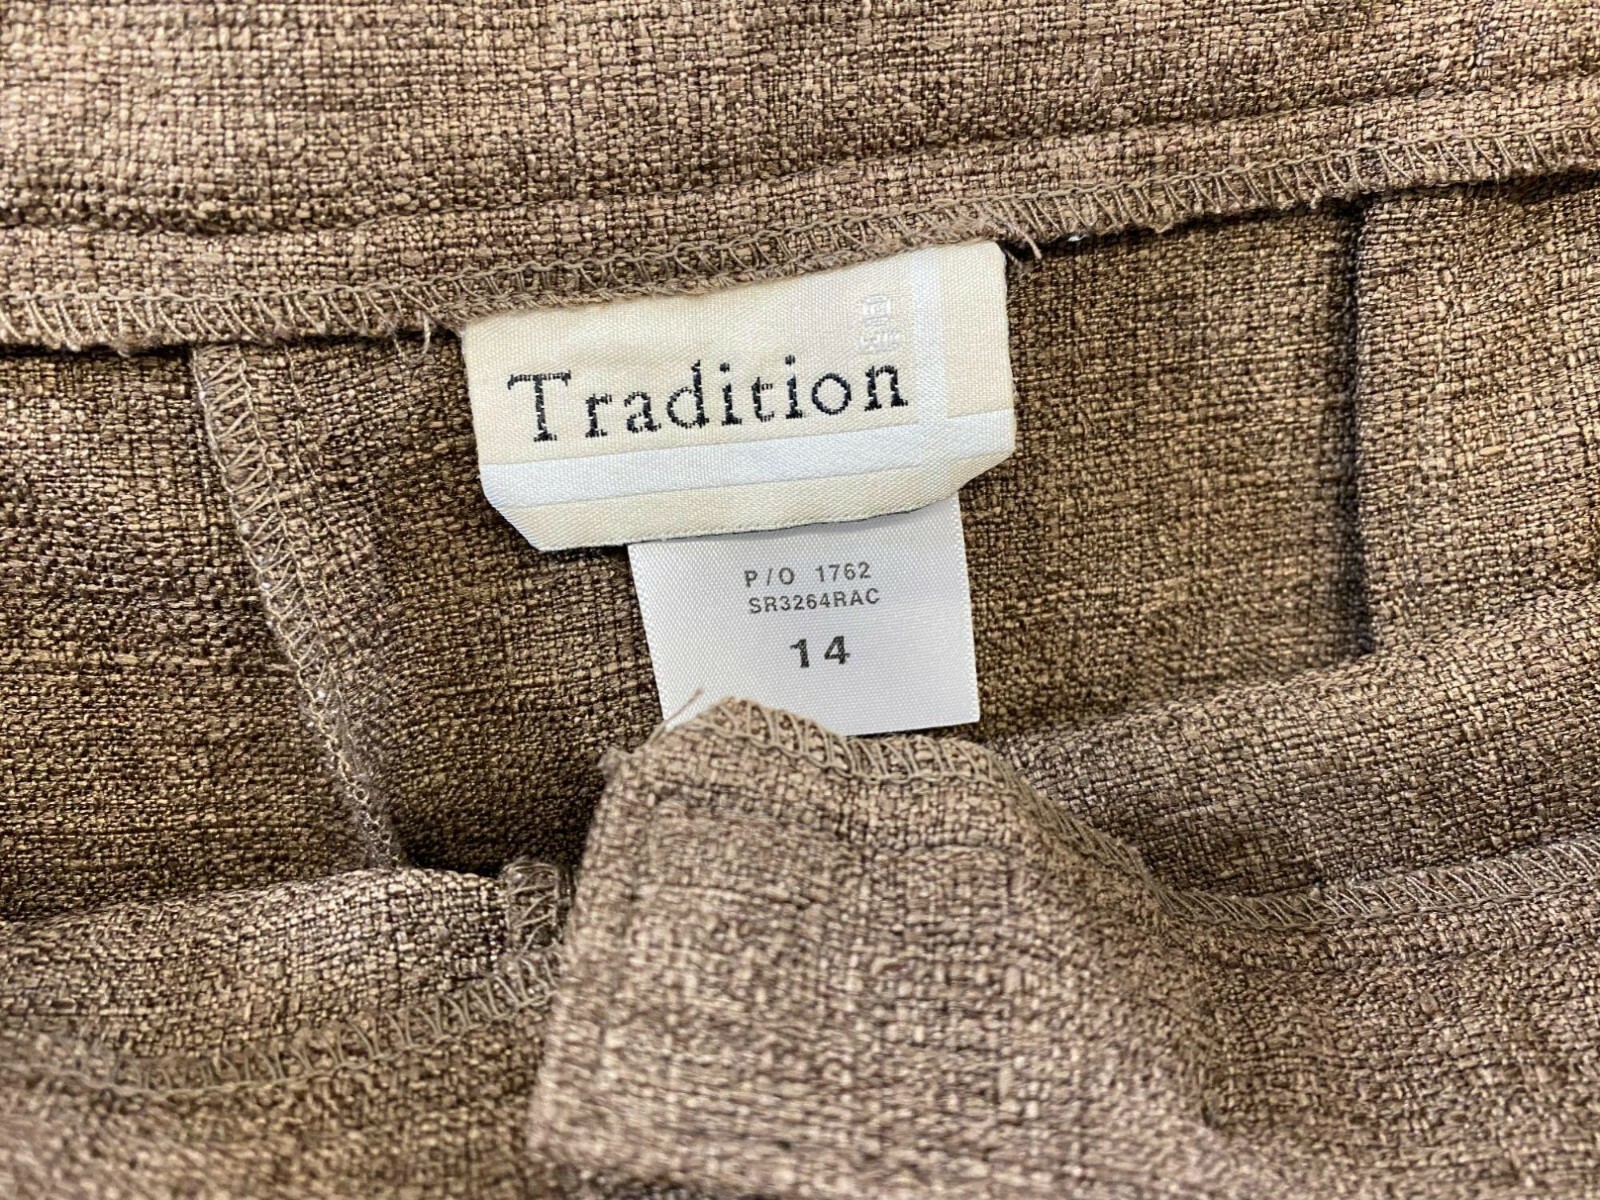 Tradition
P/O 1762
SR3264RAC
14